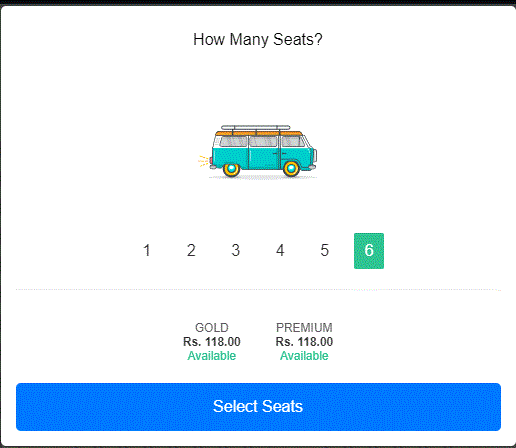 How Many Seats?
1 2 3 4 5 6
GOLD PREMIUM
Rs. 118.00 Rs. 118.00
Available Available
Select Seats